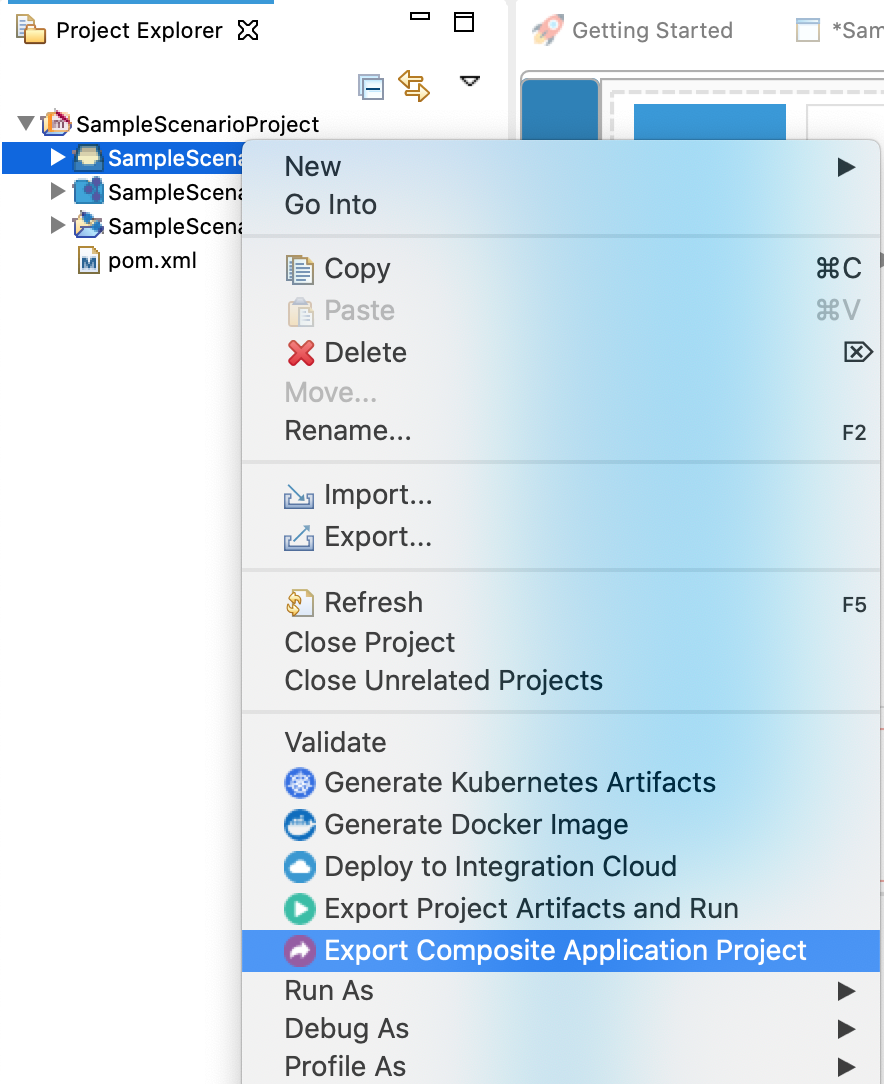 Project Explorer
Getting Started
*Sam
SampleScenarioProject
SampleScena
SampleScena
SampleScena
pom.xml
New
Go Into
Copy ⌘C
Paste ⌘V
Delete ⌦
Move...
Rename... F2
Import...
Export...
Refresh F5
Close Project
Close Unrelated Projects
Validate
Generate Kubernetes Artifacts
Generate Docker Image
Deploy to Integration Cloud
Export Project Artifacts and Run
Export Composite Application Project
Run As
Debug As
Profile As